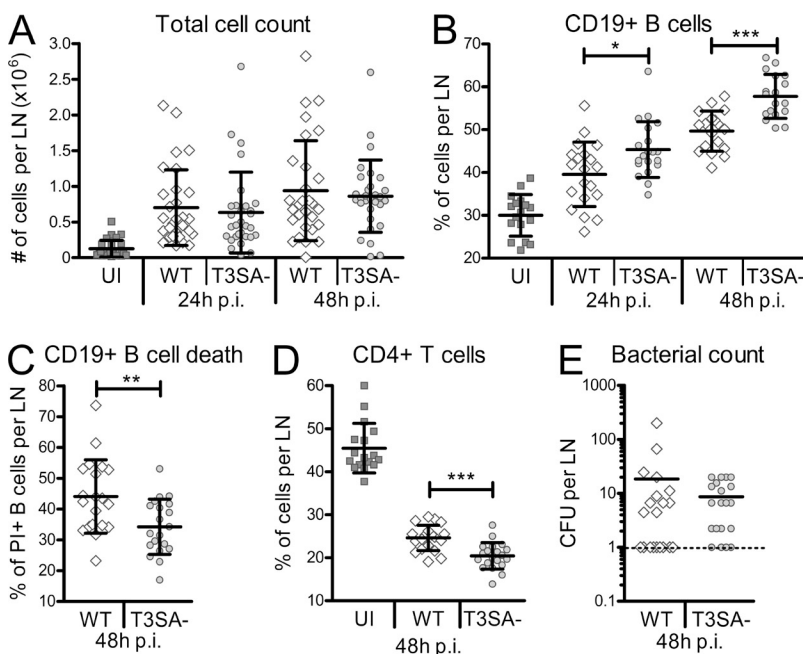 A
Total cell count
# of cells per LN (x10⁶)
3.0
2.5
2.0
1.5
1.0
0.5
0
UI
WT
T3SA-
WT
T3SA-
24h p.i.
48h p.i.
B
CD19+ B cells
% of cells per LN
70
60
50
40
30
20
*
***
UI
WT
T3SA-
WT
T3SA-
24h p.i.
48h p.i.
C
CD19+ B cell death
% of PI+ B cells per LN
80
70
60
50
40
30
20
10
**
WT
T3SA-
48h p.i.
D
CD4+ T cells
% of cells per LN
60
50
40
30
20
10
***
UI
WT
T3SA-
48h p.i.
E
Bacterial count
CFU per LN
1000
100
10
1
0.1
WT
T3SA-
48h p.i.